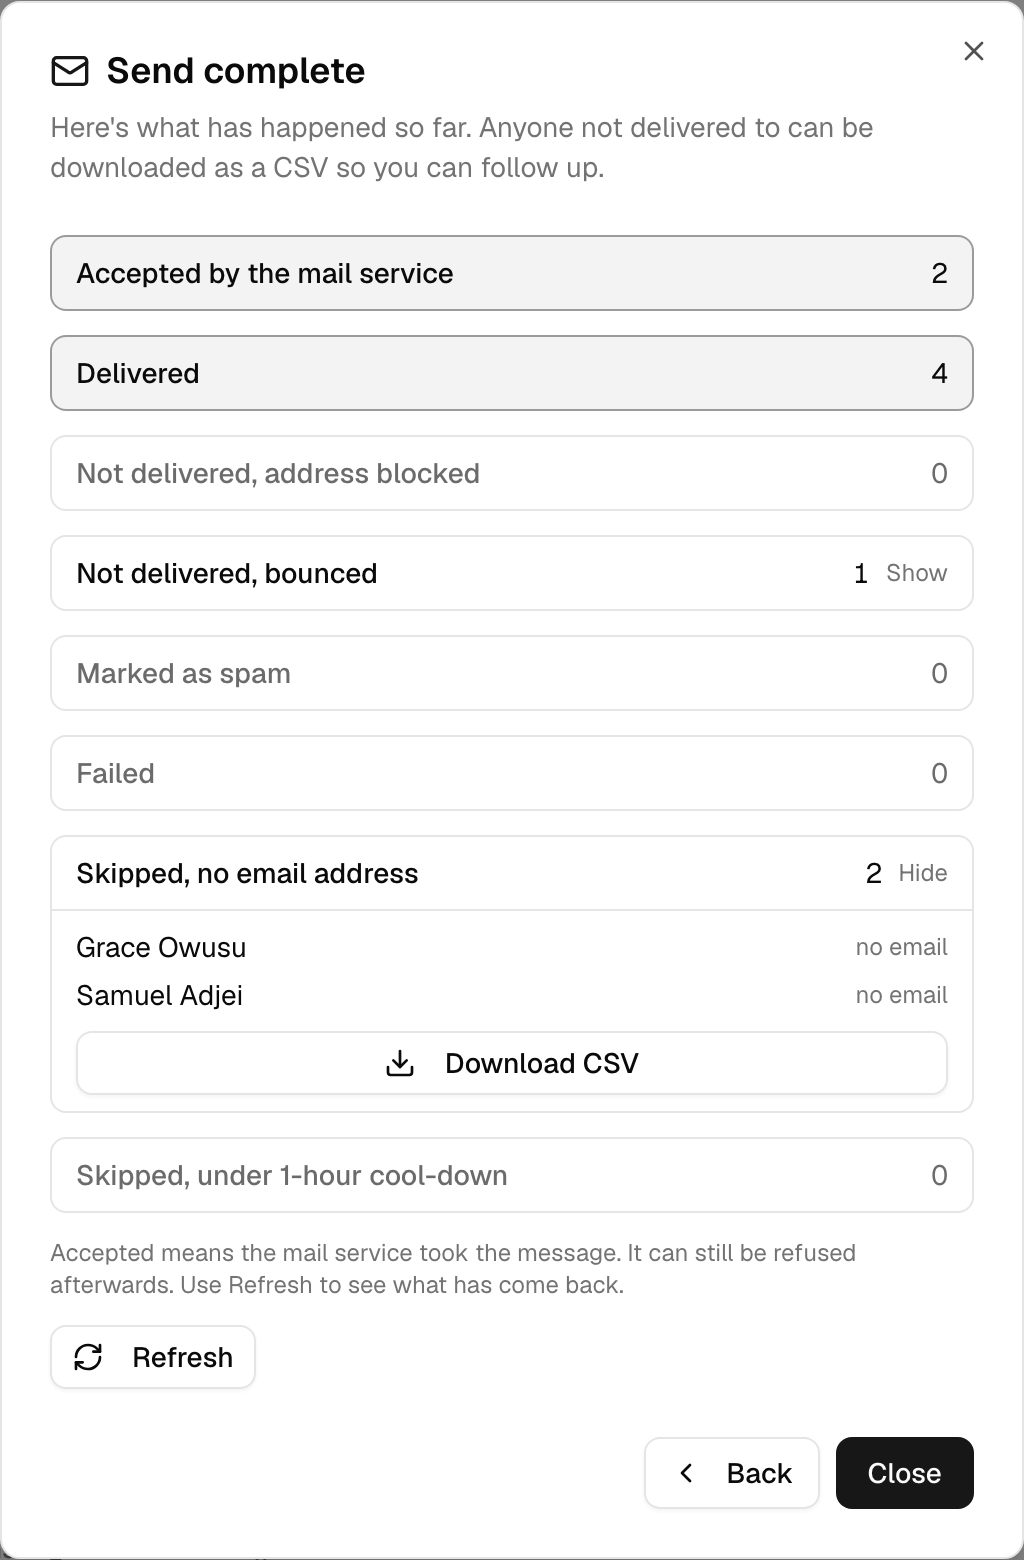 Send complete
Here's what has happened so far. Anyone not delivered to can be
downloaded as a CSV so you can follow up.
Accepted by the mail service 2
Delivered 4
Not delivered, address blocked 0
Not delivered, bounced 1 Show
Marked as spam 0
Failed 0
Skipped, no email address 2 Hide
Grace Owusu no email
Samuel Adjei no email
Download CSV
Skipped, under 1-hour cool-down 0
Accepted means the mail service took the message. It can still be refused
afterwards. Use Refresh to see what has come back.
Refresh
Back Close